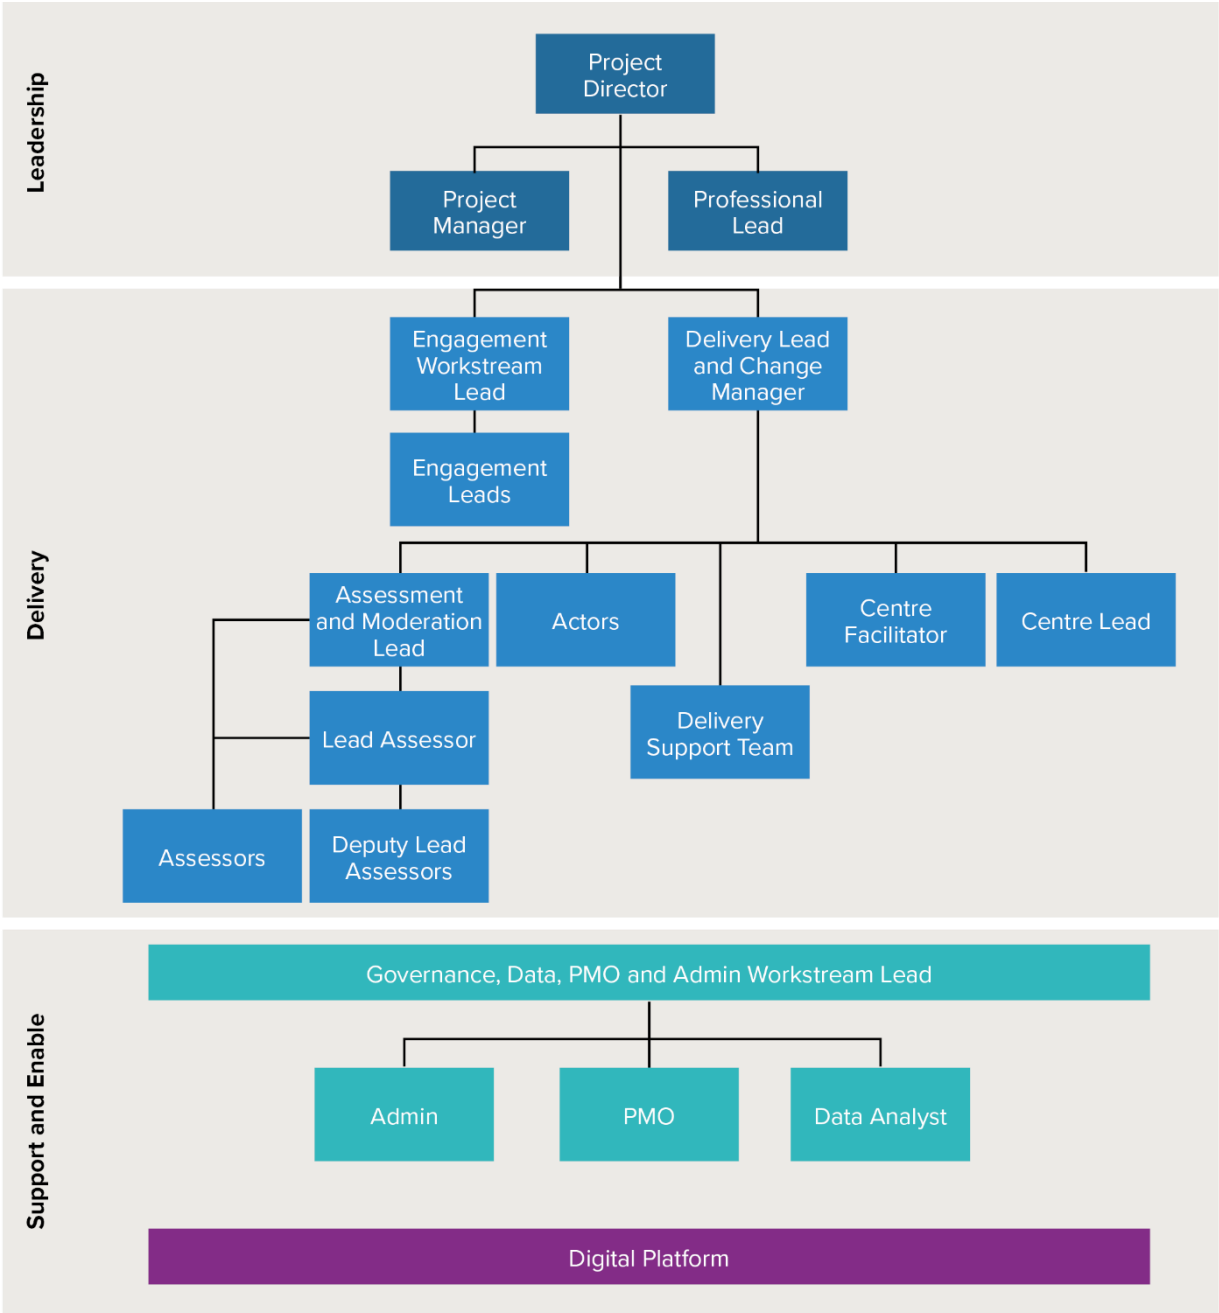 Leadership
Project
Director
Project
Manager
Professional
Lead
Delivery
Engagement
Workstream
Lead
Delivery Lead
and Change
Manager
Engagement
Leads
Assessment
and Moderation
Lead
Actors
Centre
Facilitator
Centre Lead
Lead Assessor
Delivery
Support Team
Assessors
Deputy Lead
Assessors
Support and Enable
Governance, Data, PMO and Admin Workstream Lead
Admin
PMO
Data Analyst
Digital Platform